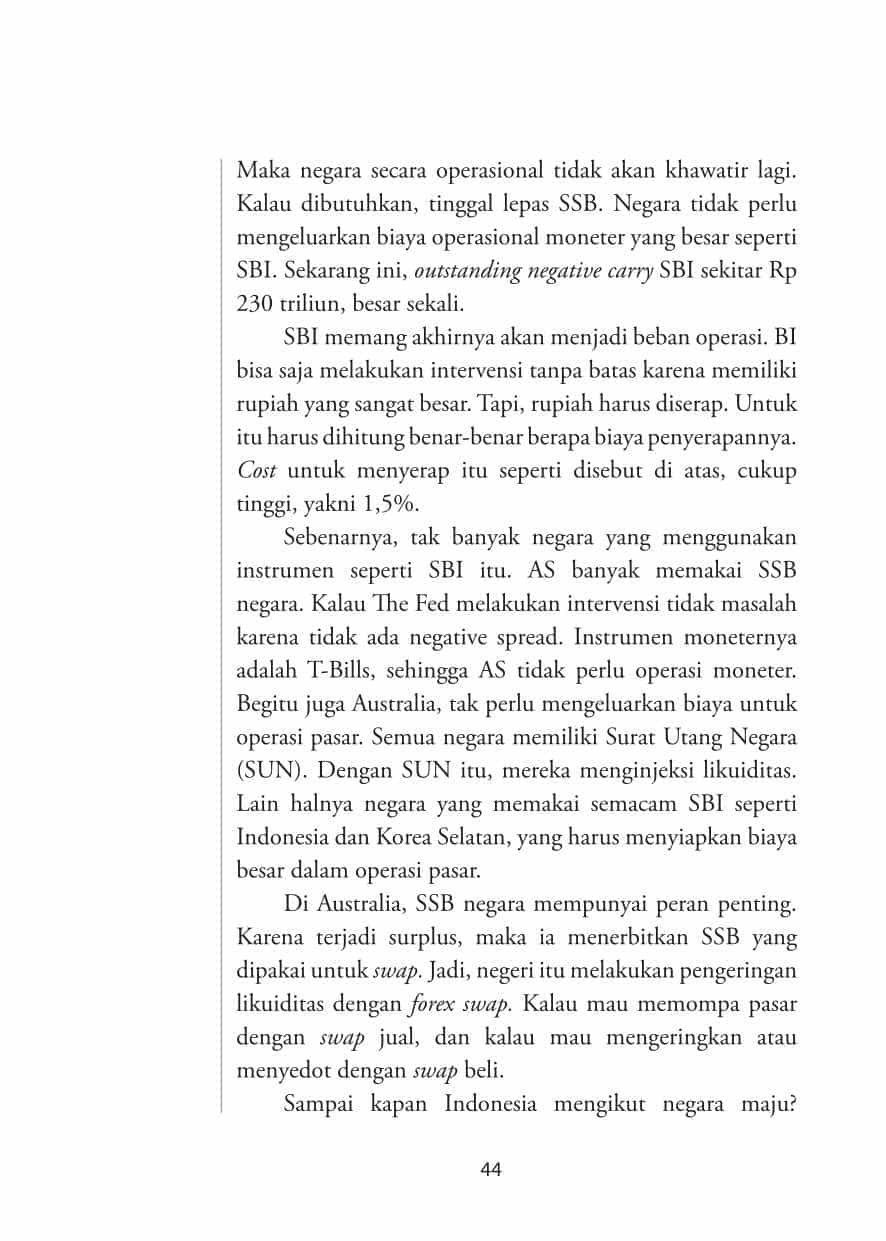 Maka negara secara operasional tidak akan khawatir lagi.
Kalau dibutuhkan, tinggal lepas SSB. Negara tidak perlu
mengeluarkan biaya operasional moneter yang besar seperti
SBI. Sekarang ini, outstanding negative carry SBI sekitar Rp
230 triliun, besar sekali.
SBI memang akhirnya akan menjadi beban operasi. BI
bisa saja melakukan intervensi tanpa batas karena memiliki
rupiah yang sangat besar. Tapi, rupiah harus diserap. Untuk
itu harus dihitung benar-benar berapa biaya penyerapannya.
Cost untuk menyerap itu seperti disebut di atas, cukup
tinggi, yakni 1,5%.
Sebenarnya, tak banyak negara yang menggunakan
instrumen seperti SBI itu. AS banyak memakai SSB
negara. Kalau The Fed melakukan intervensi tidak masalah
karena tidak ada negative spread. Instrumen moneternya
adalah T-Bills, sehingga AS tidak perlu operasi moneter.
Begitu juga Australia, tak perlu mengeluarkan biaya untuk
operasi pasar. Semua negara memiliki Surat Utang Negara
(SUN). Dengan SUN itu, mereka menginjeksi likuiditas.
Lain halnya negara yang memakai semacam SBI seperti
Indonesia dan Korea Selatan, yang harus menyiapkan biaya
besar dalam operasi pasar.
Di Australia, SSB negara mempunyai peran penting.
Karena terjadi surplus, maka ia menerbitkan SSB yang
dipakai untuk swap. Jadi, negeri itu melakukan pengeringan
likuiditas dengan forex swap. Kalau mau memompa pasar
dengan swap jual, dan kalau mau mengeringkan atau
menyedot dengan swap beli.
Sampai kapan Indonesia mengikut negara maju?
44